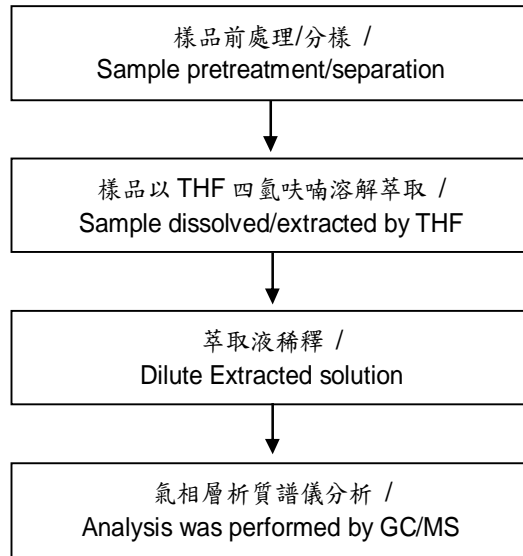 樣品前處理/分樣 /
Sample pretreatment/separation
樣品以 THF 四氫呋喃溶解萃取 /
Sample dissolved/extracted by THF
萃取液稀釋 /
Dilute Extracted solution
氣相層析質譜儀分析 /
Analysis was performed by GC/MS